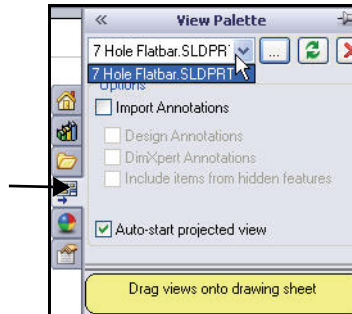 View Palette
7 Hole Flatbar.SLDPR
...
7 Hole Flatbar.SLDPRT
Options
Import Annotations
Design Annotations
DimXpert Annotations
Include items from hidden features
Auto-start projected view
Drag views onto drawing sheet